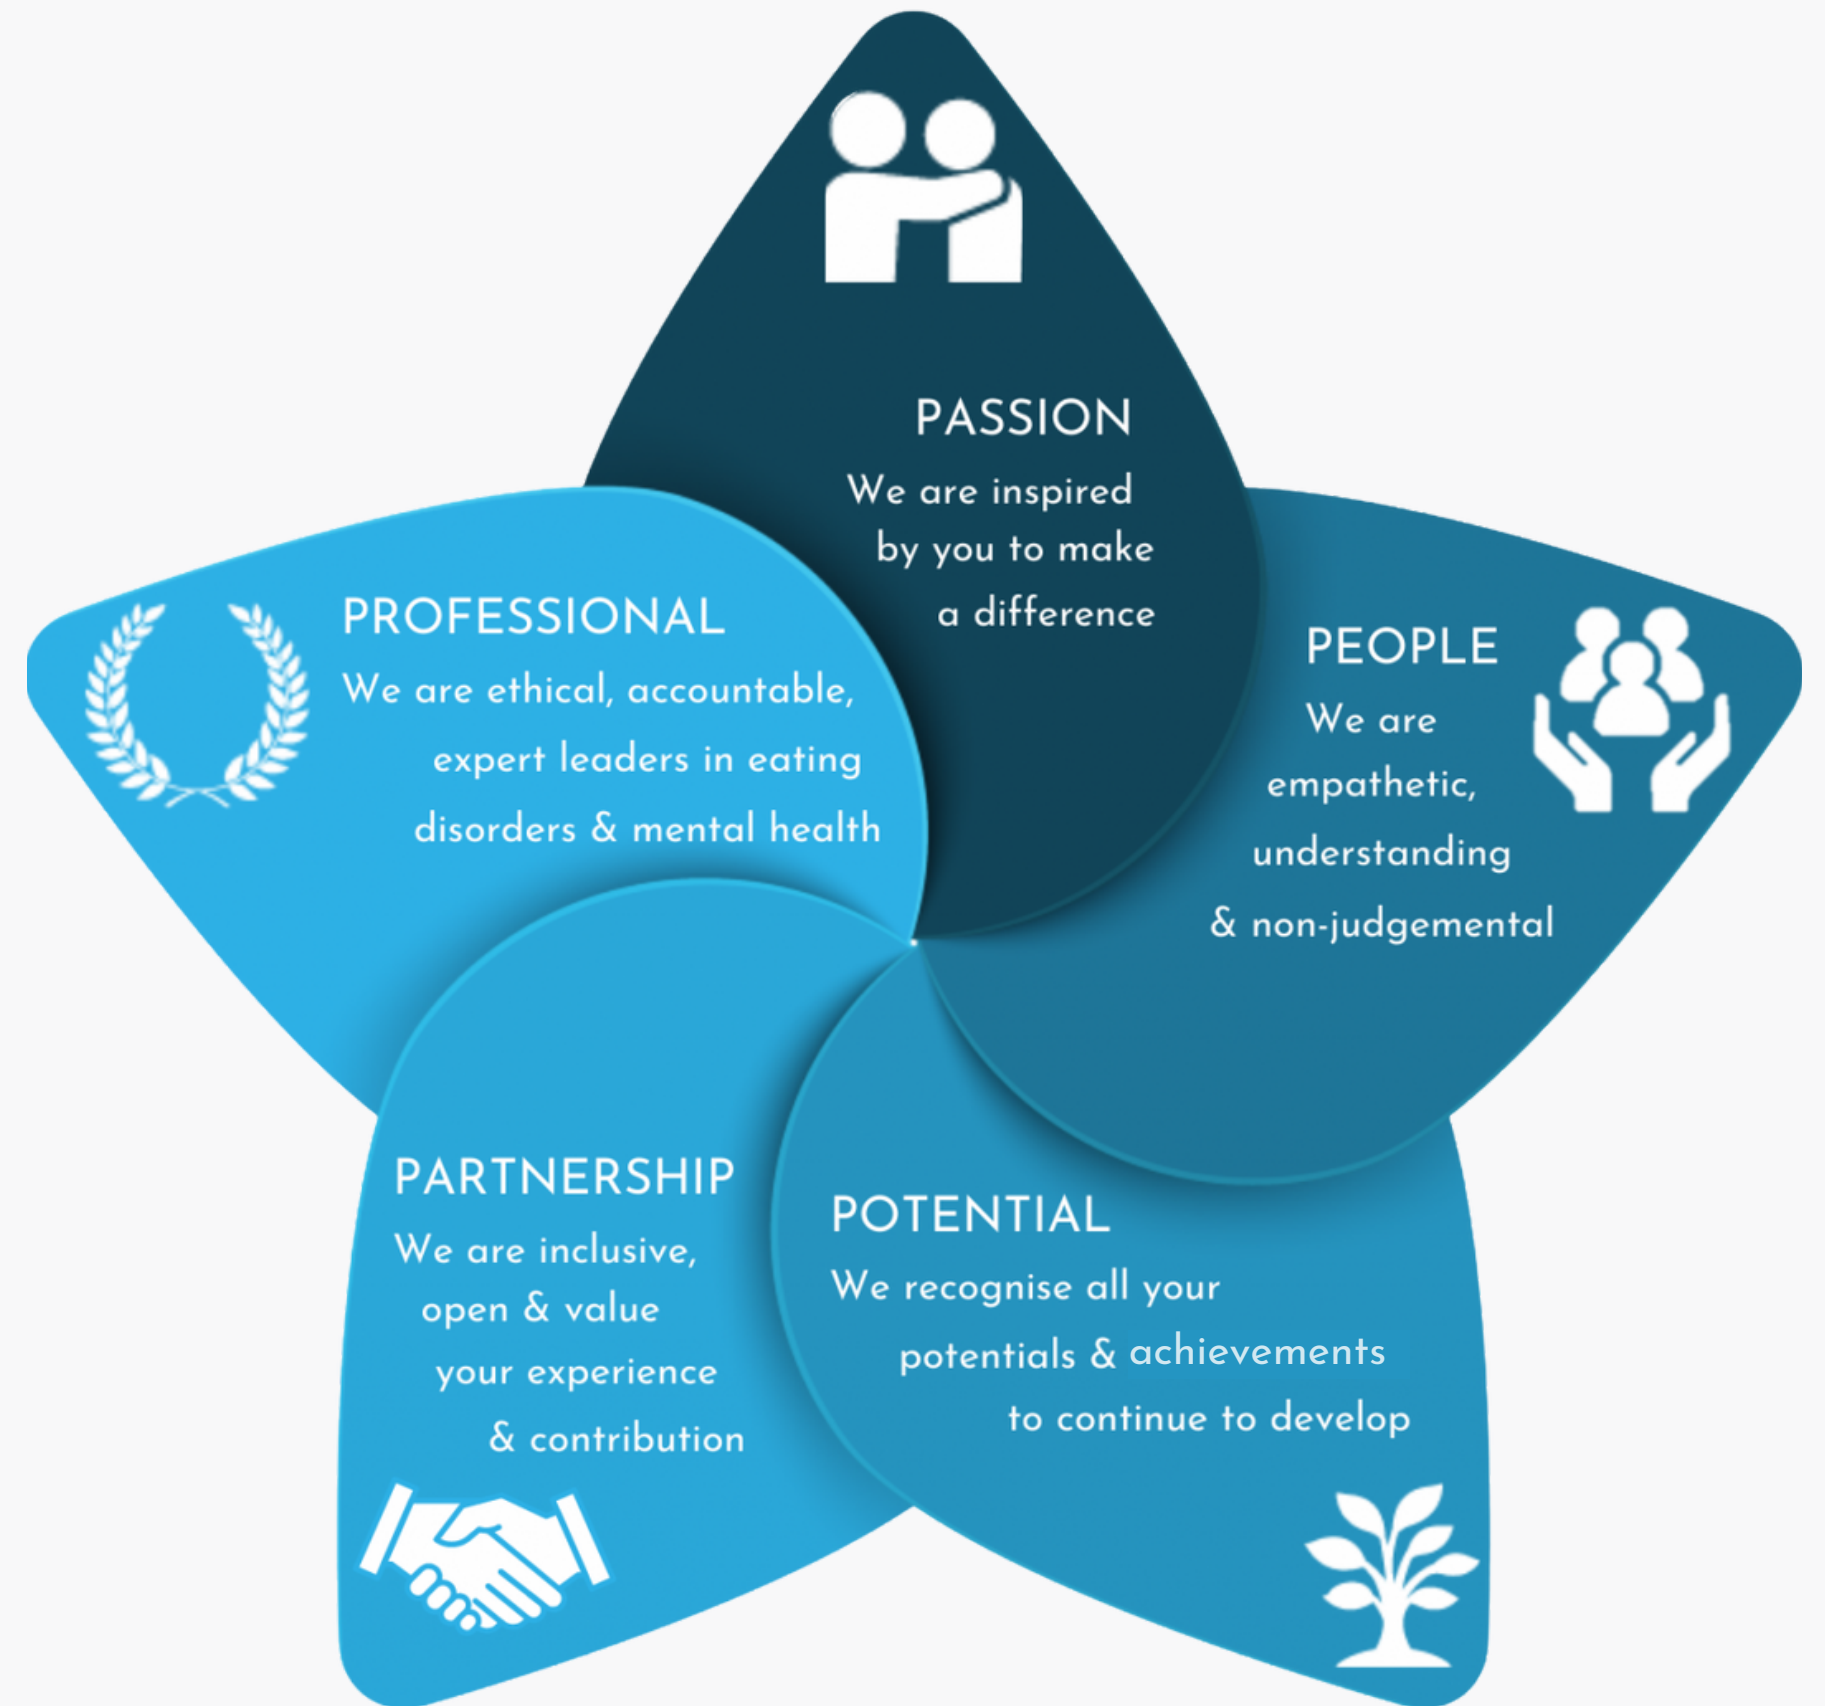 PASSION
We are inspired
by you to make
a difference
PEOPLE
We are
empathetic,
understanding
& non-judgemental
POTENTIAL
We recognise all your
potentials & achievements
to continue to develop
PARTNERSHIP
We are inclusive,
open & value
your experience
& contribution
PROFESSIONAL
We are ethical, accountable,
expert leaders in eating
disorders & mental health